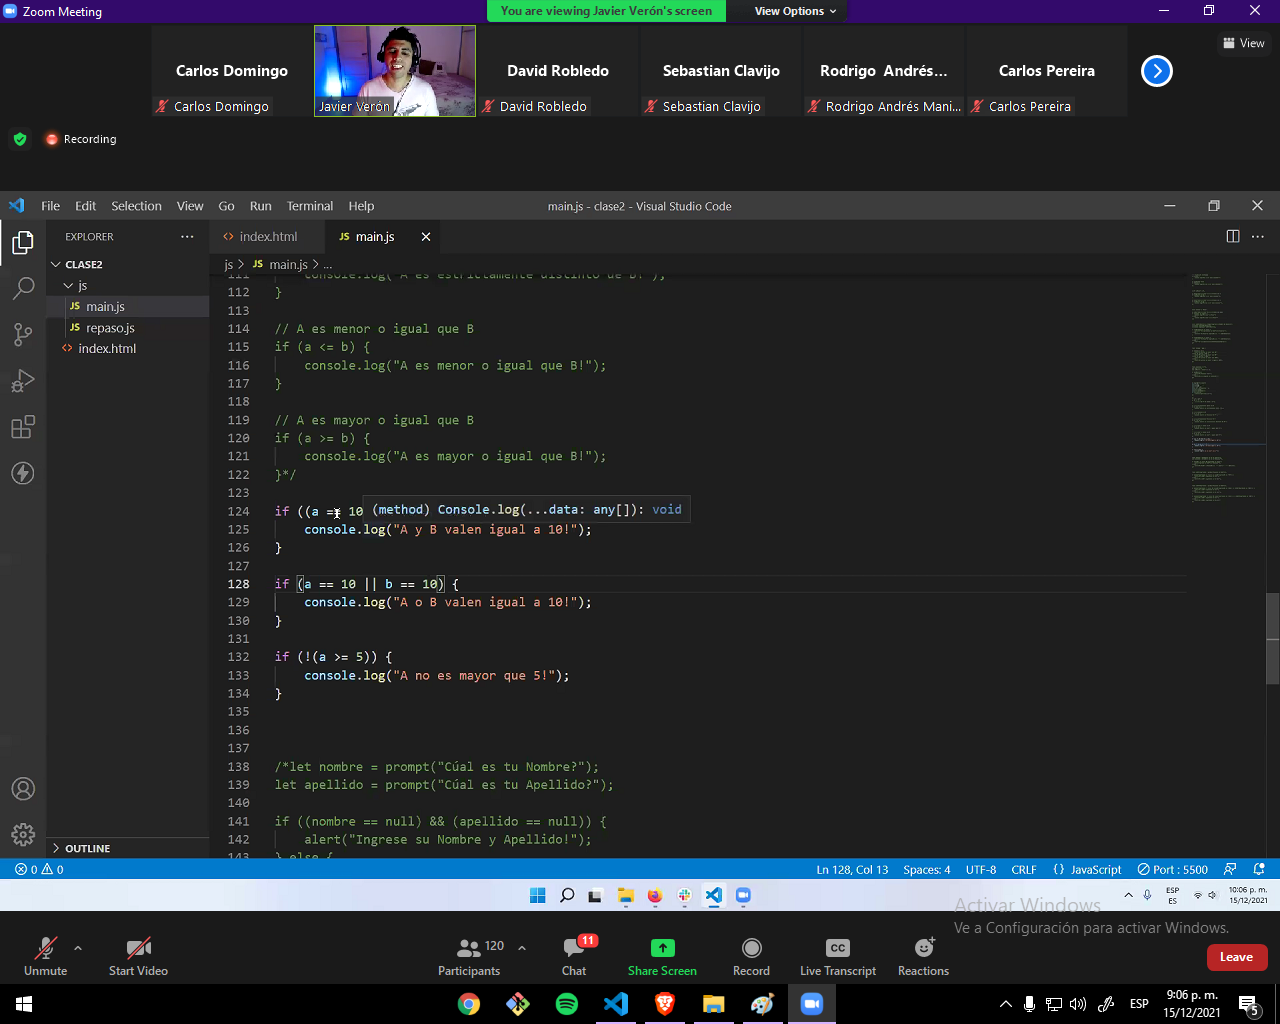 Zoom Meeting
You are viewing Javier Verón's screen
View Options
View
Carlos Domingo
David Robledo
Sebastian Clavijo
Rodrigo Andrés...
Carlos Pereira
Carlos Domingo
Javier Verón
David Robledo
Sebastian Clavijo
Rodrigo Andrés Mani...
Carlos Pereira
Recording
File Edit Selection View Go Run Terminal Help
main.js - clase2 - Visual Studio Code
EXPLORER
index.html
JS main.js
CLASE2
js
JS main.js
JS repaso.js
index.html
OUTLINE
js > JS main.js > ...
111 console.log("A es estrictamente distinto de B!");
112 }
113
114 // A es menor o igual que B
115 if (a <= b) {
116 console.log("A es menor o igual que B!");
117 }
118
119 // A es mayor o igual que B
120 if (a >= b) {
121 console.log("A es mayor o igual que B!");
122 }*/
123
124 if ((a == 10
(method) Console.log(...data: any[]): void
125 console.log("A y B valen igual a 10!");
126 }
127
128 if (a == 10 || b == 10) {
129 console.log("A o B valen igual a 10!");
130 }
131
132 if (!(a >= 5)) {
133 console.log("A no es mayor que 5!");
134 }
135
136
137
138 /*let nombre = prompt("Cúal es tu Nombre?");
139 let apellido = prompt("Cúal es tu Apellido?");
140
141 if ((nombre == null) && (apellido == null)) {
142 alert("Ingrese su Nombre y Apellido!");
143 } else {
0 0
Ln 128, Col 13 Spaces: 4 UTF-8 CRLF {} JavaScript Port : 5500
ESP
ES
10:06 p. m.
15/12/2021
Activar Windows
Ve a Configuración para activar Windows.
Unmute
Start Video
120
Participants
11
Chat
Share Screen
Record
CC
Live Transcript
Reactions
Leave
ESP
9:06 p. m.
15/12/2021
5